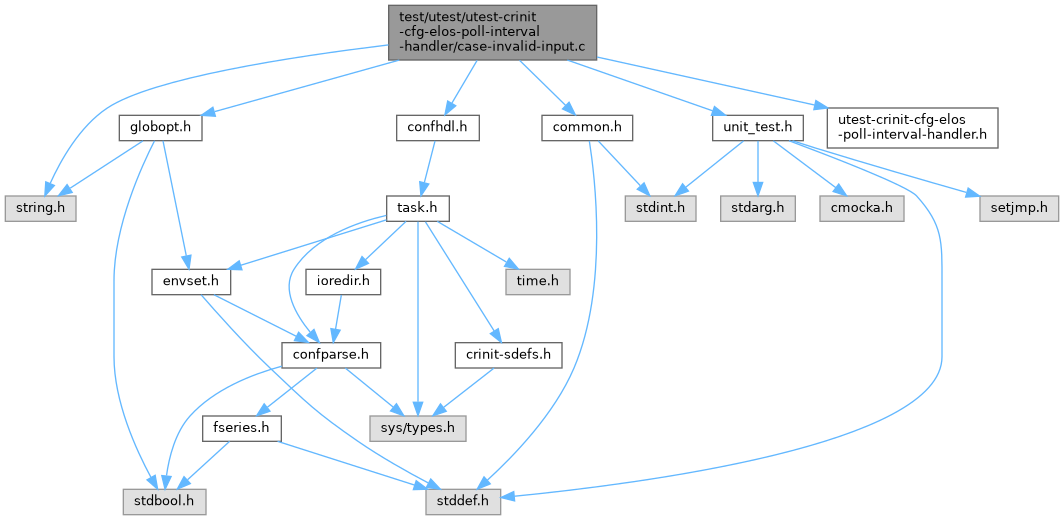 test/utest/utest-crinit
-cfg-elos-poll-interval
-handler/case-invalid-input.c
globopt.h
confhdl.h
common.h
unit_test.h
utest-crinit-cfg-elos
-poll-interval-handler.h
string.h
task.h
stdint.h
stdarg.h
cmocka.h
setjmp.h
envset.h
ioredir.h
time.h
confparse.h
crinit-sdefs.h
fseries.h
sys/types.h
stdbool.h
stddef.h